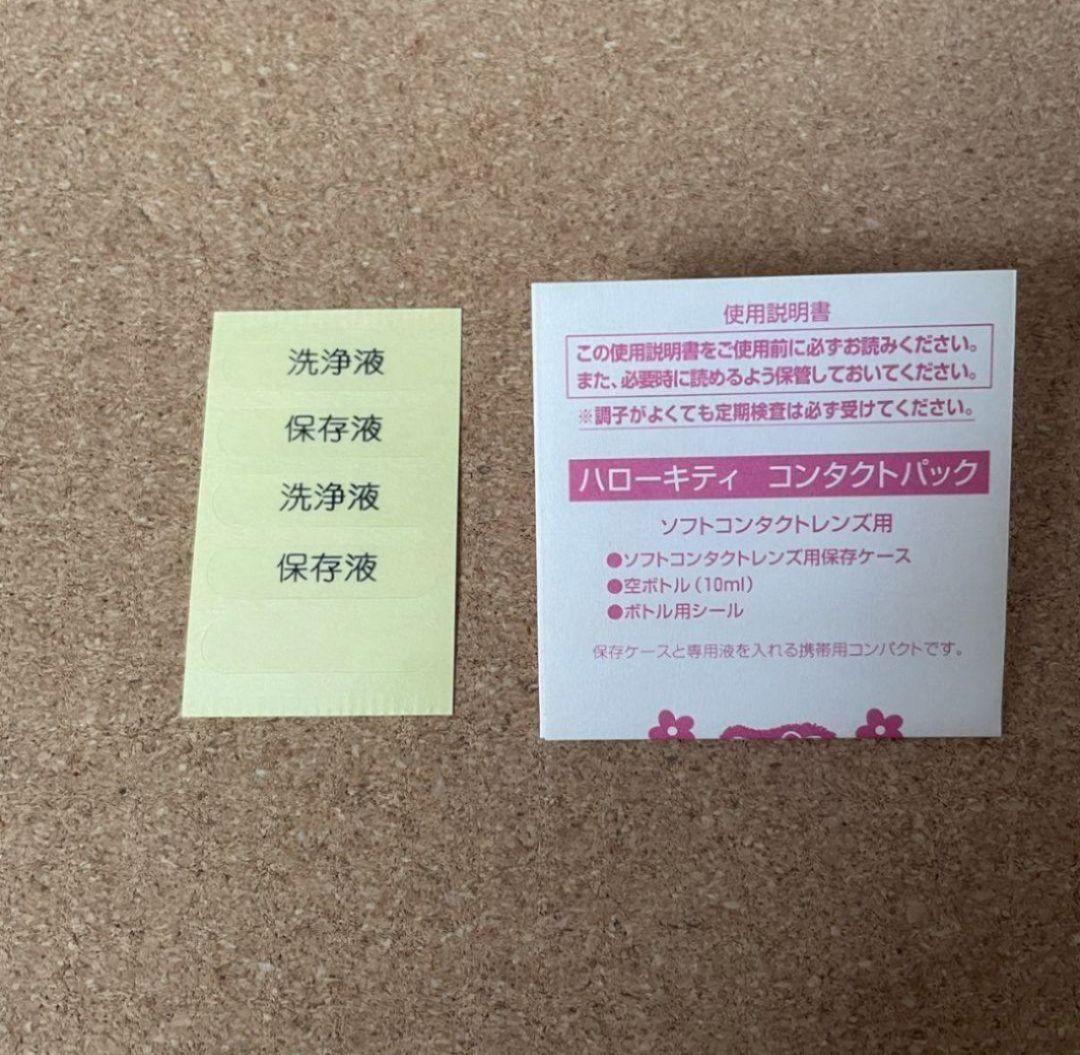 洗浄液
保存液
洗浄液
保存液
使用説明書
この使用説明書をご使用前に必ずお読みください。
また、必要時に読めるよう保管しておいてください。
※調子がよくても定期検査は必ず受けてください。
ハローキティ コンタクトパック
ソフトコンタクトレンズ用
●ソフトコンタクトレンズ用保存ケース
●空ボトル（10ml）
●ボトル用シール
保存ケースと専用液を入れる携帯用コンパクトです。